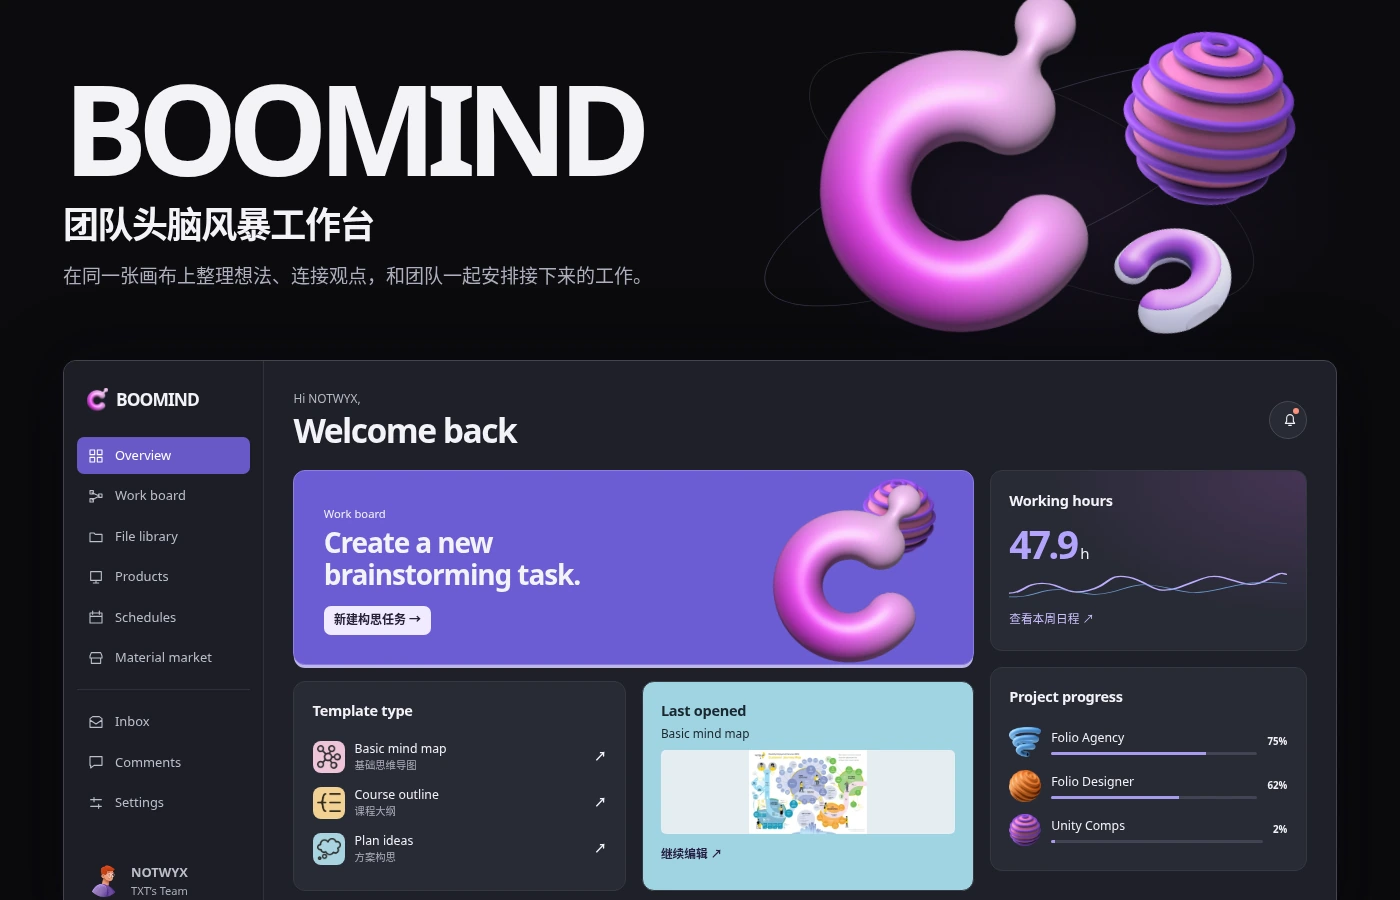 BOOMIND
团队头脑风暴工作台
在同一张画布上整理想法、连接观点，和团队一起安排接下来的工作。
BOOMIND
Overview
Work board
File library
Products
Schedules
Material market
Inbox
Comments
Settings
NOTWYX
TXT's Team
Hi NOTWYX,
Welcome back
Work board
Create a new
brainstorming task.
新建构思任务 →
Working hours
47.9 h
查看本周日程 ↗
Template type
Basic mind map
基础思维导图
↗
Course outline
课程大纲
↗
Plan ideas
方案构思
↗
Last opened
Basic mind map
继续编辑 ↗
Project progress
Folio Agency
75%
Folio Designer
62%
Unity Comps
2%